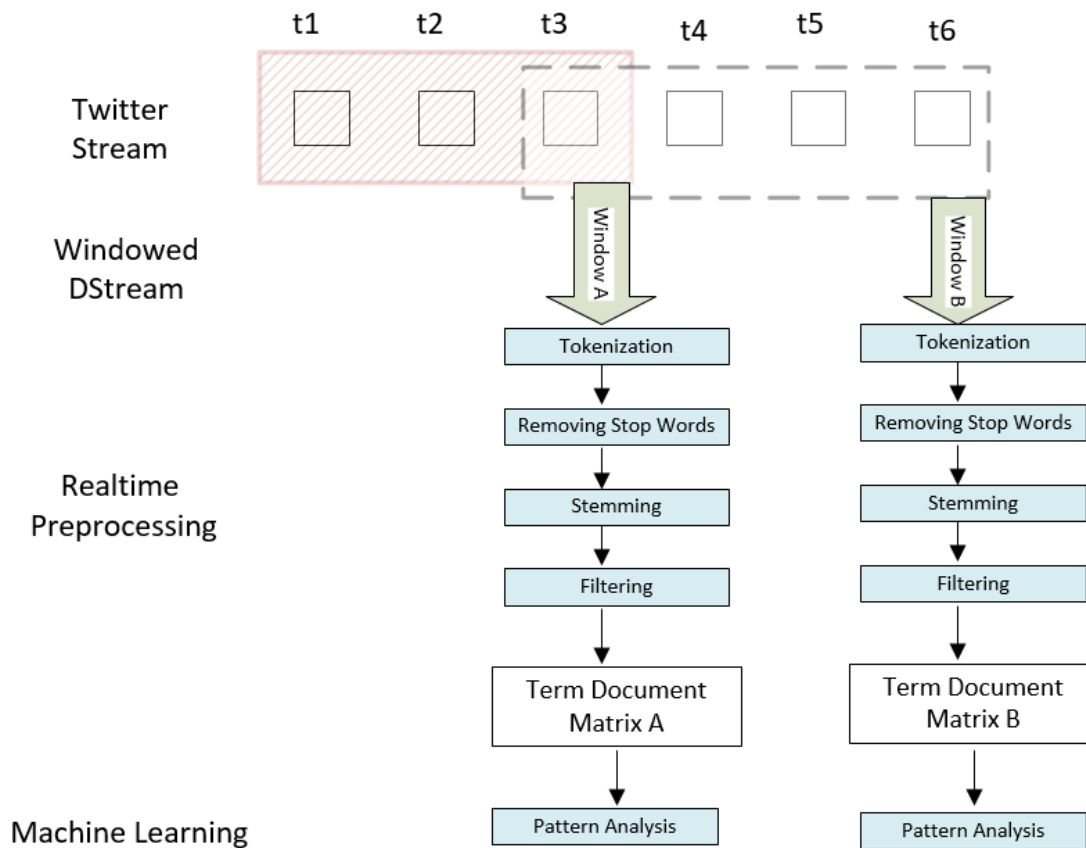 t1 t2 t3 t4 t5 t6
Twitter
Stream
Windowed
DStream
Window A
Window B
Tokenization
Tokenization
Removing Stop Words
Removing Stop Words
Realtime
Preprocessing
Stemming
Stemming
Filtering
Filtering
Term Document
Matrix A
Term Document
Matrix B
Machine Learning
Pattern Analysis
Pattern Analysis